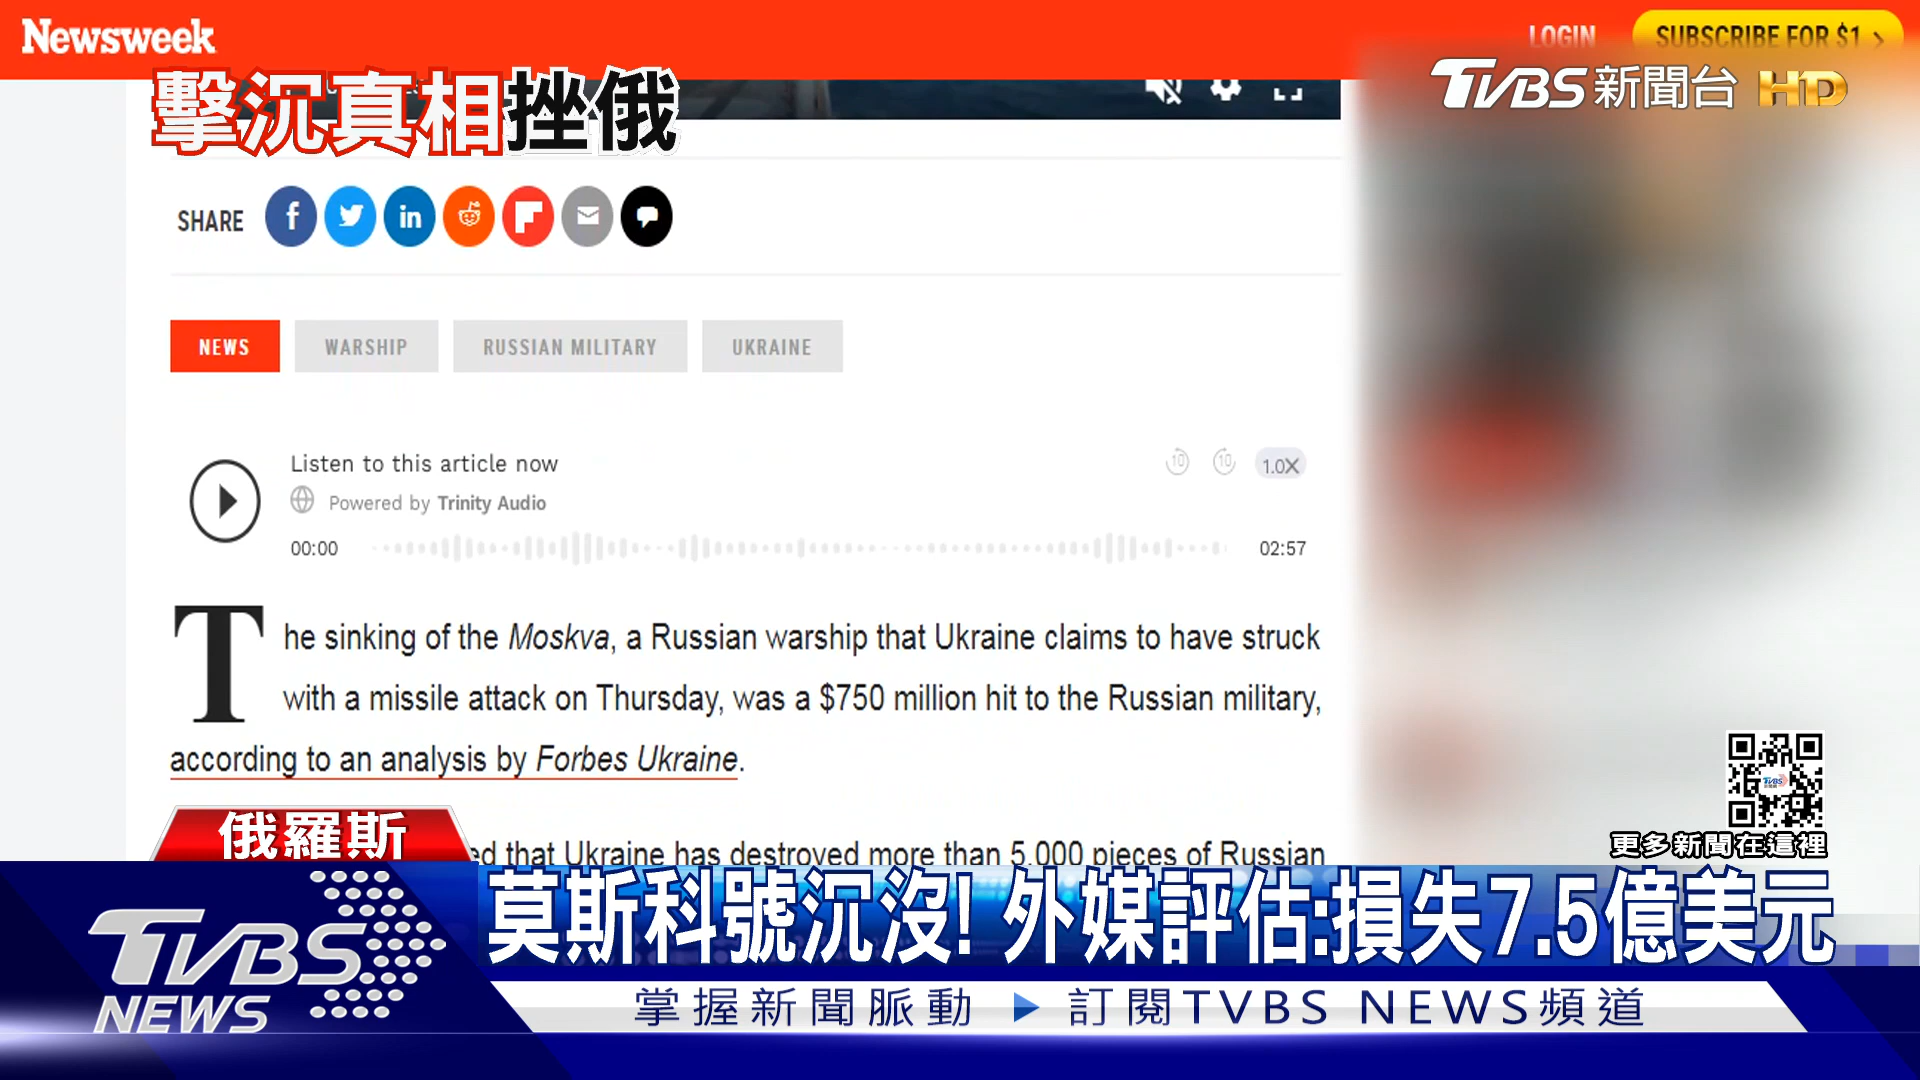 Newsweek
LOGIN
SUBSCRIBE FOR $1 >
擊沉真相挫俄
TVBS新聞台 HD
SHARE
NEWS
WARSHIP
RUSSIAN MILITARY
UKRAINE
Listen to this article now
10
10
1.0X
Powered by Trinity Audio
00:00
02:57
The sinking of the Moskva, a Russian warship that Ukraine claims to have struck
with a missile attack on Thursday, was a $750 million hit to the Russian military,
according to an analysis by Forbes Ukraine.
that Ukraine has destroyed more than 5,000 pieces of Russian
更多新聞在這裡
俄羅斯
莫斯科號沉沒! 外媒評估:損失7.5億美元
TVBS
NEWS
掌握新聞脈動 ▶ 訂閱TVBS NEWS頻道